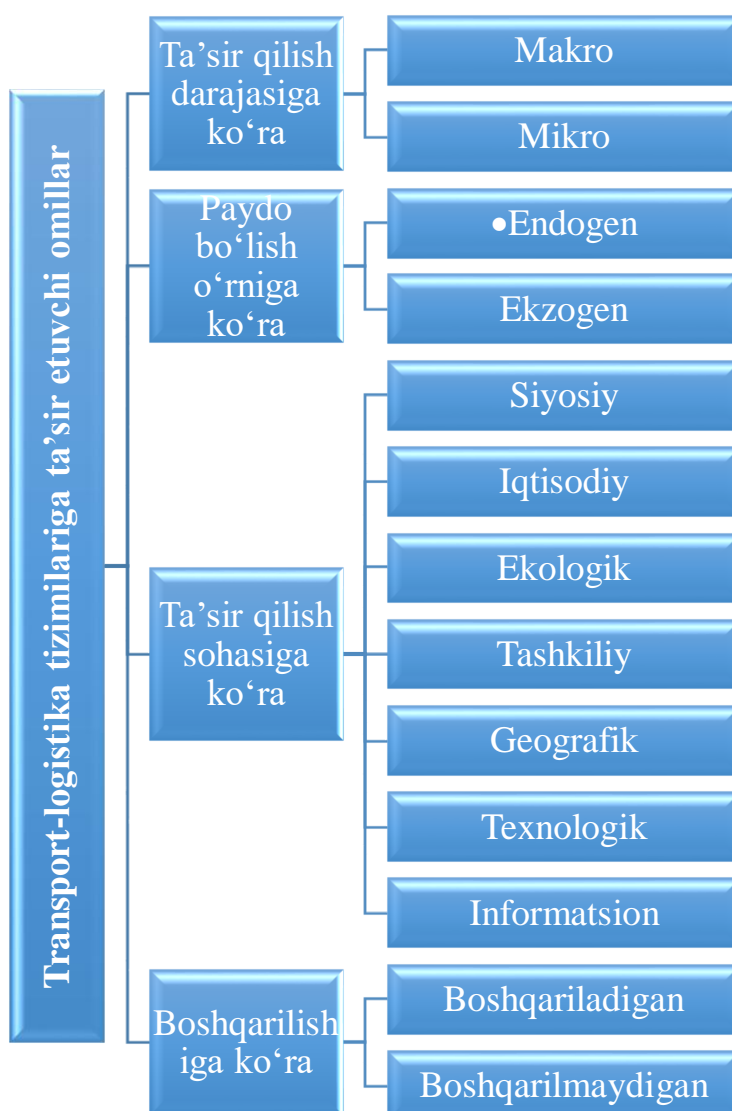 Transport-logistika tizimilariga ta’sir etuvchi omillar
Ta’sir qilish
darajasiga
ko‘ra
Makro
Mikro
Paydo
bo‘lish
o‘rniga
ko‘ra
•Endogen
Ekzogen
Ta’sir qilish
sohasiga
ko‘ra
Siyosiy
Iqtisodiy
Ekologik
Tashkiliy
Geografik
Texnologik
Informatsion
Boshqarilish
iga ko‘ra
Boshqariladigan
Boshqarilmaydigan